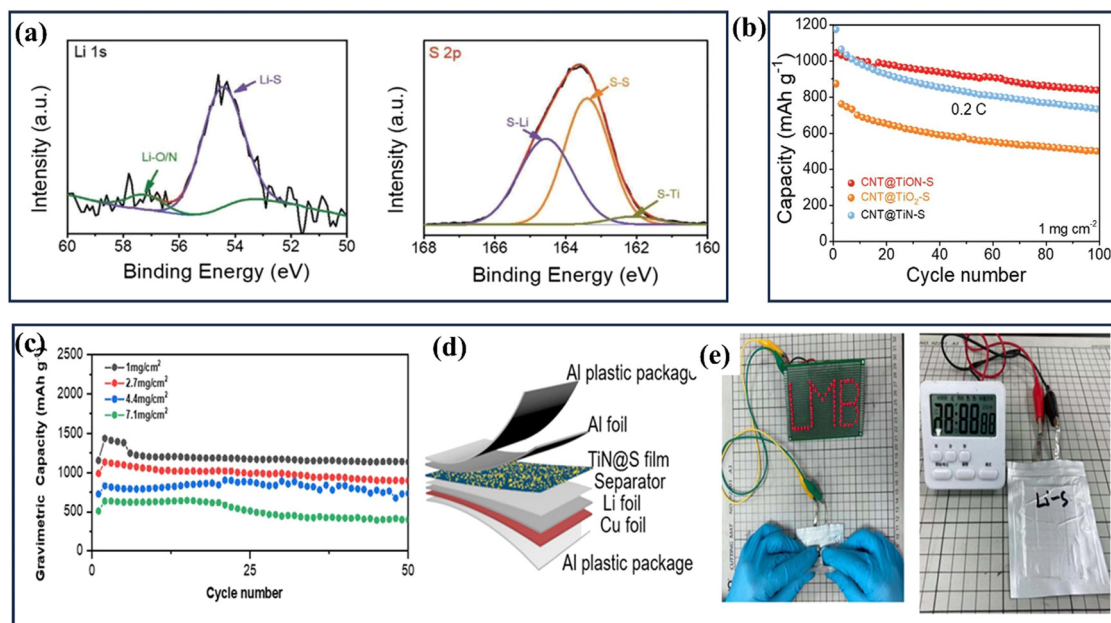 (a)
Li 1s
Li-S
Li-O/N
Intensity (a.u.)
60 58 56 54 52 50
Binding Energy (eV)
S 2p
S-S
S-Li
S-Ti
Intensity (a.u.)
168 166 164 162 160
Binding Energy (eV)
(b)
Capacity (mAh g⁻¹)
1200
1000
800
600
400
200
0
0.2 C
CNT@TiON-S
CNT@TiO₂-S
CNT@TiN-S
1 mg cm⁻²
0 20 40 60 80 100
Cycle number
(c)
Gravimetric Capacity (mAh g⁻¹)
2500
2000
1500
1000
500
0
1mg/cm²
2.7mg/cm²
4.4mg/cm²
7.1mg/cm²
0 25 50
Cycle number
(d)
Al plastic package
Al foil
TiN@S film
Separator
Li foil
Cu foil
Al plastic package
(e)
LMB
Li-S